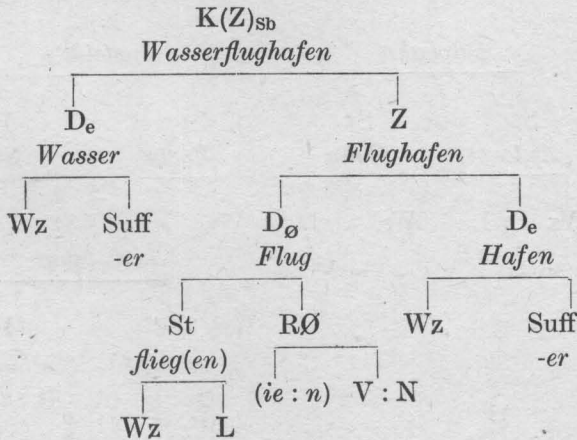 K(Z)Sb
Wasserflughafen
De Z
Wasser Flughafen
Wz Suff DØ De
-er Flug Hafen
St RØ Wz Suff
flieg(en) (ie : n) V : N -er
Wz L